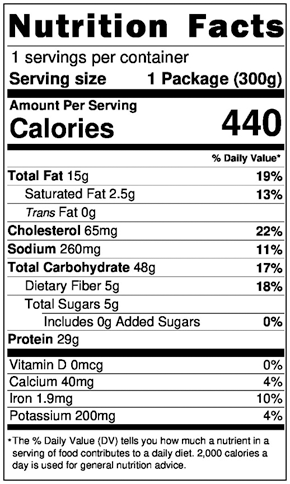 Nutrition Facts
1 servings per container
Serving size 1 Package (300g)
Amount Per Serving
Calories 440
% Daily Value*
Total Fat 15g 19%
Saturated Fat 2.5g 13%
Trans Fat 0g
Cholesterol 65mg 22%
Sodium 260mg 11%
Total Carbohydrate 48g 17%
Dietary Fiber 5g 18%
Total Sugars 5g
Includes 0g Added Sugars 0%
Protein 29g
Vitamin D 0mcg 0%
Calcium 40mg 4%
Iron 1.9mg 10%
Potassium 200mg 4%
*The % Daily Value (DV) tells you how much a nutrient in a
serving of food contributes to a daily diet. 2,000 calories a
day is used for general nutrition advice.